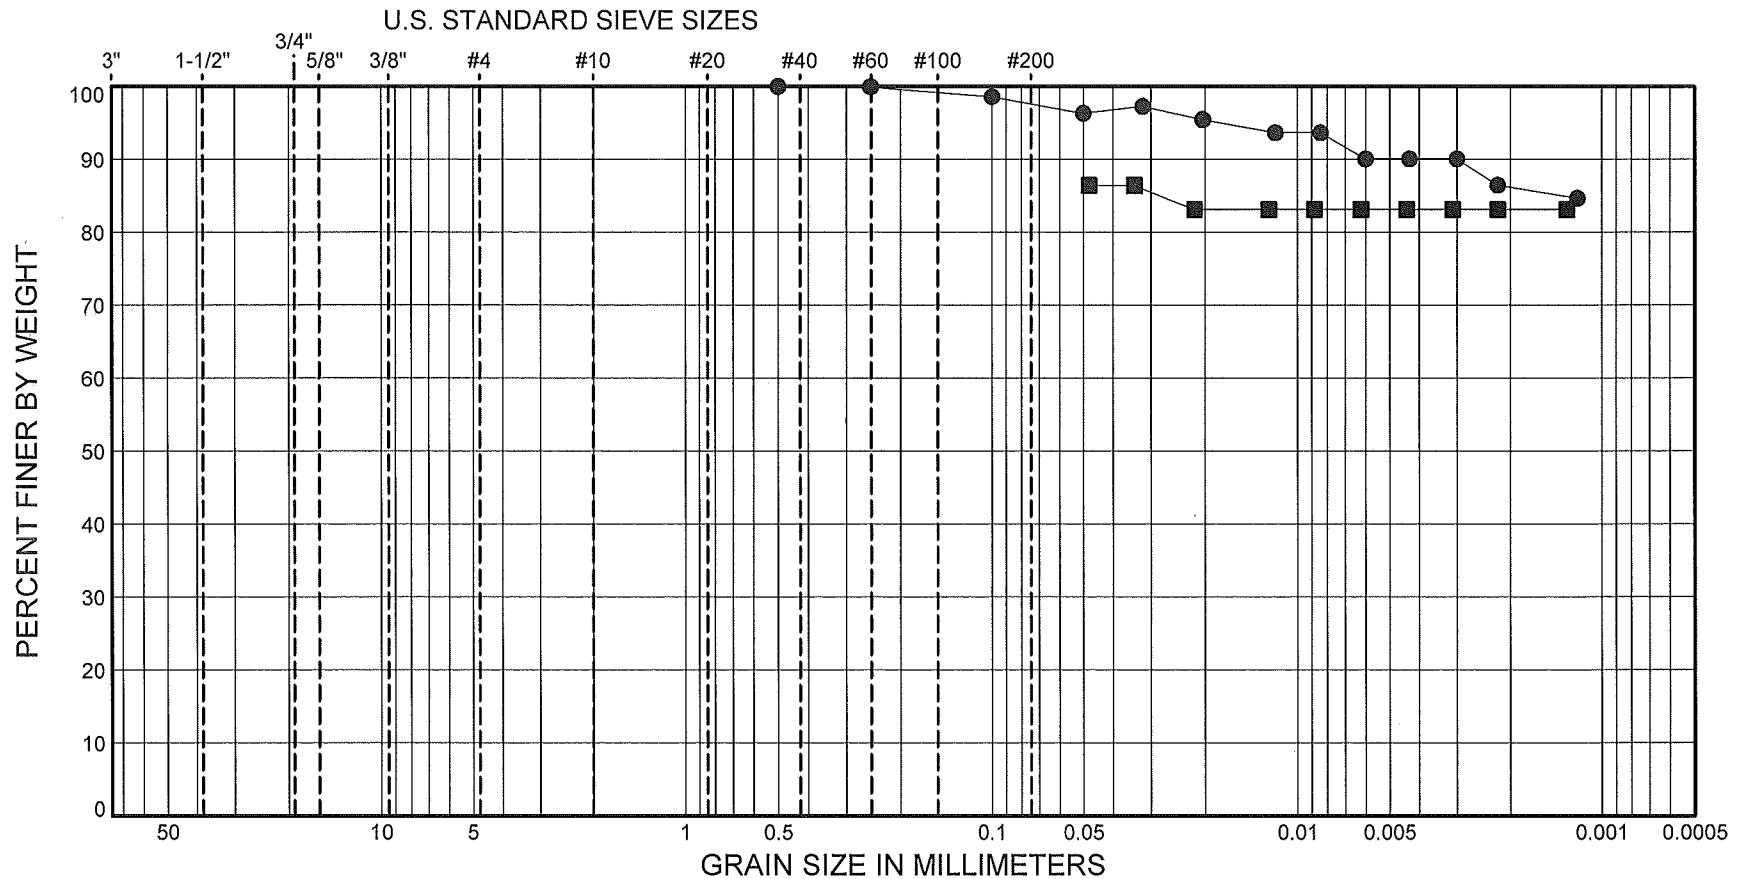 U.S. STANDARD SIEVE SIZES
3" 1-1/2" 3/4" 5/8" 3/8" #4 #10 #20 #40 #60 #100 #200
PERCENT FINER BY WEIGHT
100
90
80
70
60
50
40
30
20
10
0
50 10 5 1 0.5 0.1 0.05 0.01 0.005 0.001 0.0005
GRAIN SIZE IN MILLIMETERS